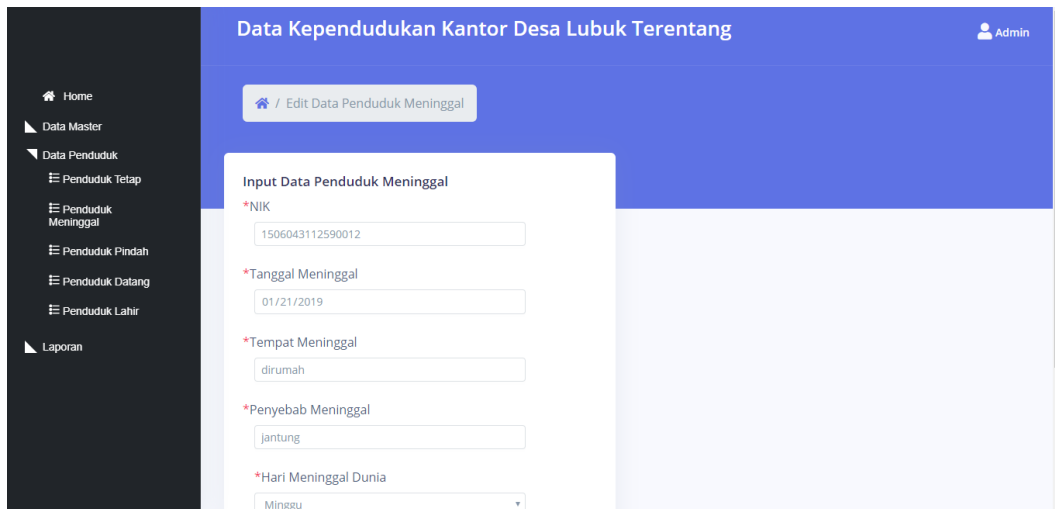 Data Kependudukan Kantor Desa Lubuk Terentang
Admin
Home
Data Master
Data Penduduk
Penduduk Tetap
Penduduk
Meninggal
Penduduk Pindah
Penduduk Datang
Penduduk Lahir
Laporan
/ Edit Data Penduduk Meninggal
Input Data Penduduk Meninggal
*NIK
1506043112590012
*Tanggal Meninggal
01/21/2019
*Tempat Meninggal
dirumah
*Penyebab Meninggal
jantung
*Hari Meninggal Dunia
Minggu